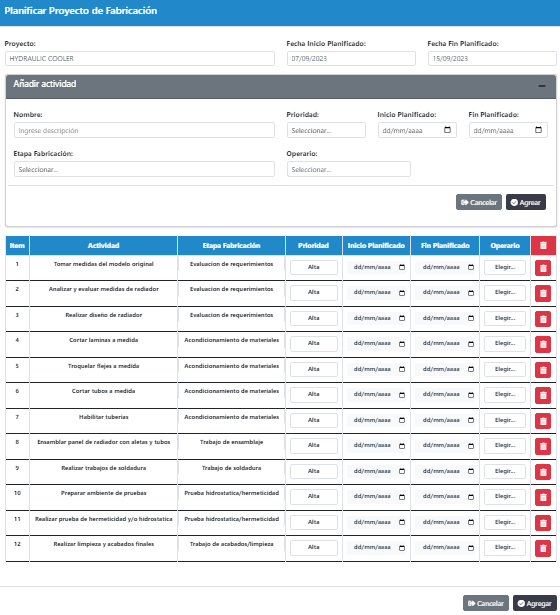 Planificar Proyecto de Fabricación
Proyecto: Fecha Inicio Planificado: Fecha Fin Planificado:
HYDRAULIC COOLER 07/09/2023 15/09/2023
Añadir actividad
Nombre: Prioridad: Inicio Planificado: Fin Planificado:
Ingrese descripción Seleccionar... dd/mm/aaaa dd/mm/aaaa
Etapa Fabricación: Operario:
Seleccionar... Seleccionar...
Cancelar Agrear
Item Actividad Etapa Fabricación Prioridad Inicio Planificado Fin Planificado Operario
1 Tomar medidas del modelo original Evaluacion de requerimientos Alta dd/mm/aaaa dd/mm/aaaa Elegir...
2 Analizar y evaluar medidas de radiador Evaluacion de requerimientos Alta dd/mm/aaaa dd/mm/aaaa Elegir...
3 Realizar diseño de radiador Evaluacion de requerimientos Alta dd/mm/aaaa dd/mm/aaaa Elegir...
4 Cortar laminas a medida Acondicionamiento de materiales Alta dd/mm/aaaa dd/mm/aaaa Elegir...
5 Troquelar flejes a medida Acondicionamiento de materiales Alta dd/mm/aaaa dd/mm/aaaa Elegir...
6 Cortar tubos a medida Acondicionamiento de materiales Alta dd/mm/aaaa dd/mm/aaaa Elegir...
7 Habilitar tuberias Acondicionamiento de materiales Alta dd/mm/aaaa dd/mm/aaaa Elegir...
8 Ensamblar panel de radiador con aletas y tubos Trabajo de ensamblaje Alta dd/mm/aaaa dd/mm/aaaa Elegir...
9 Realizar trabajos de soldadura Trabajo de soldadura Alta dd/mm/aaaa dd/mm/aaaa Elegir...
10 Preparar ambiente de pruebas Prueba hidrostatica/hermeticidad Alta dd/mm/aaaa dd/mm/aaaa Elegir...
11 Realizar prueba de hermeticidad y/o hidrostatica Prueba hidrostatica/hermeticidad Alta dd/mm/aaaa dd/mm/aaaa Elegir...
12 Realizar limpieza y acabados finales Trabajo de acabados/limpieza Alta dd/mm/aaaa dd/mm/aaaa Elegir...
Cancelar Agregar